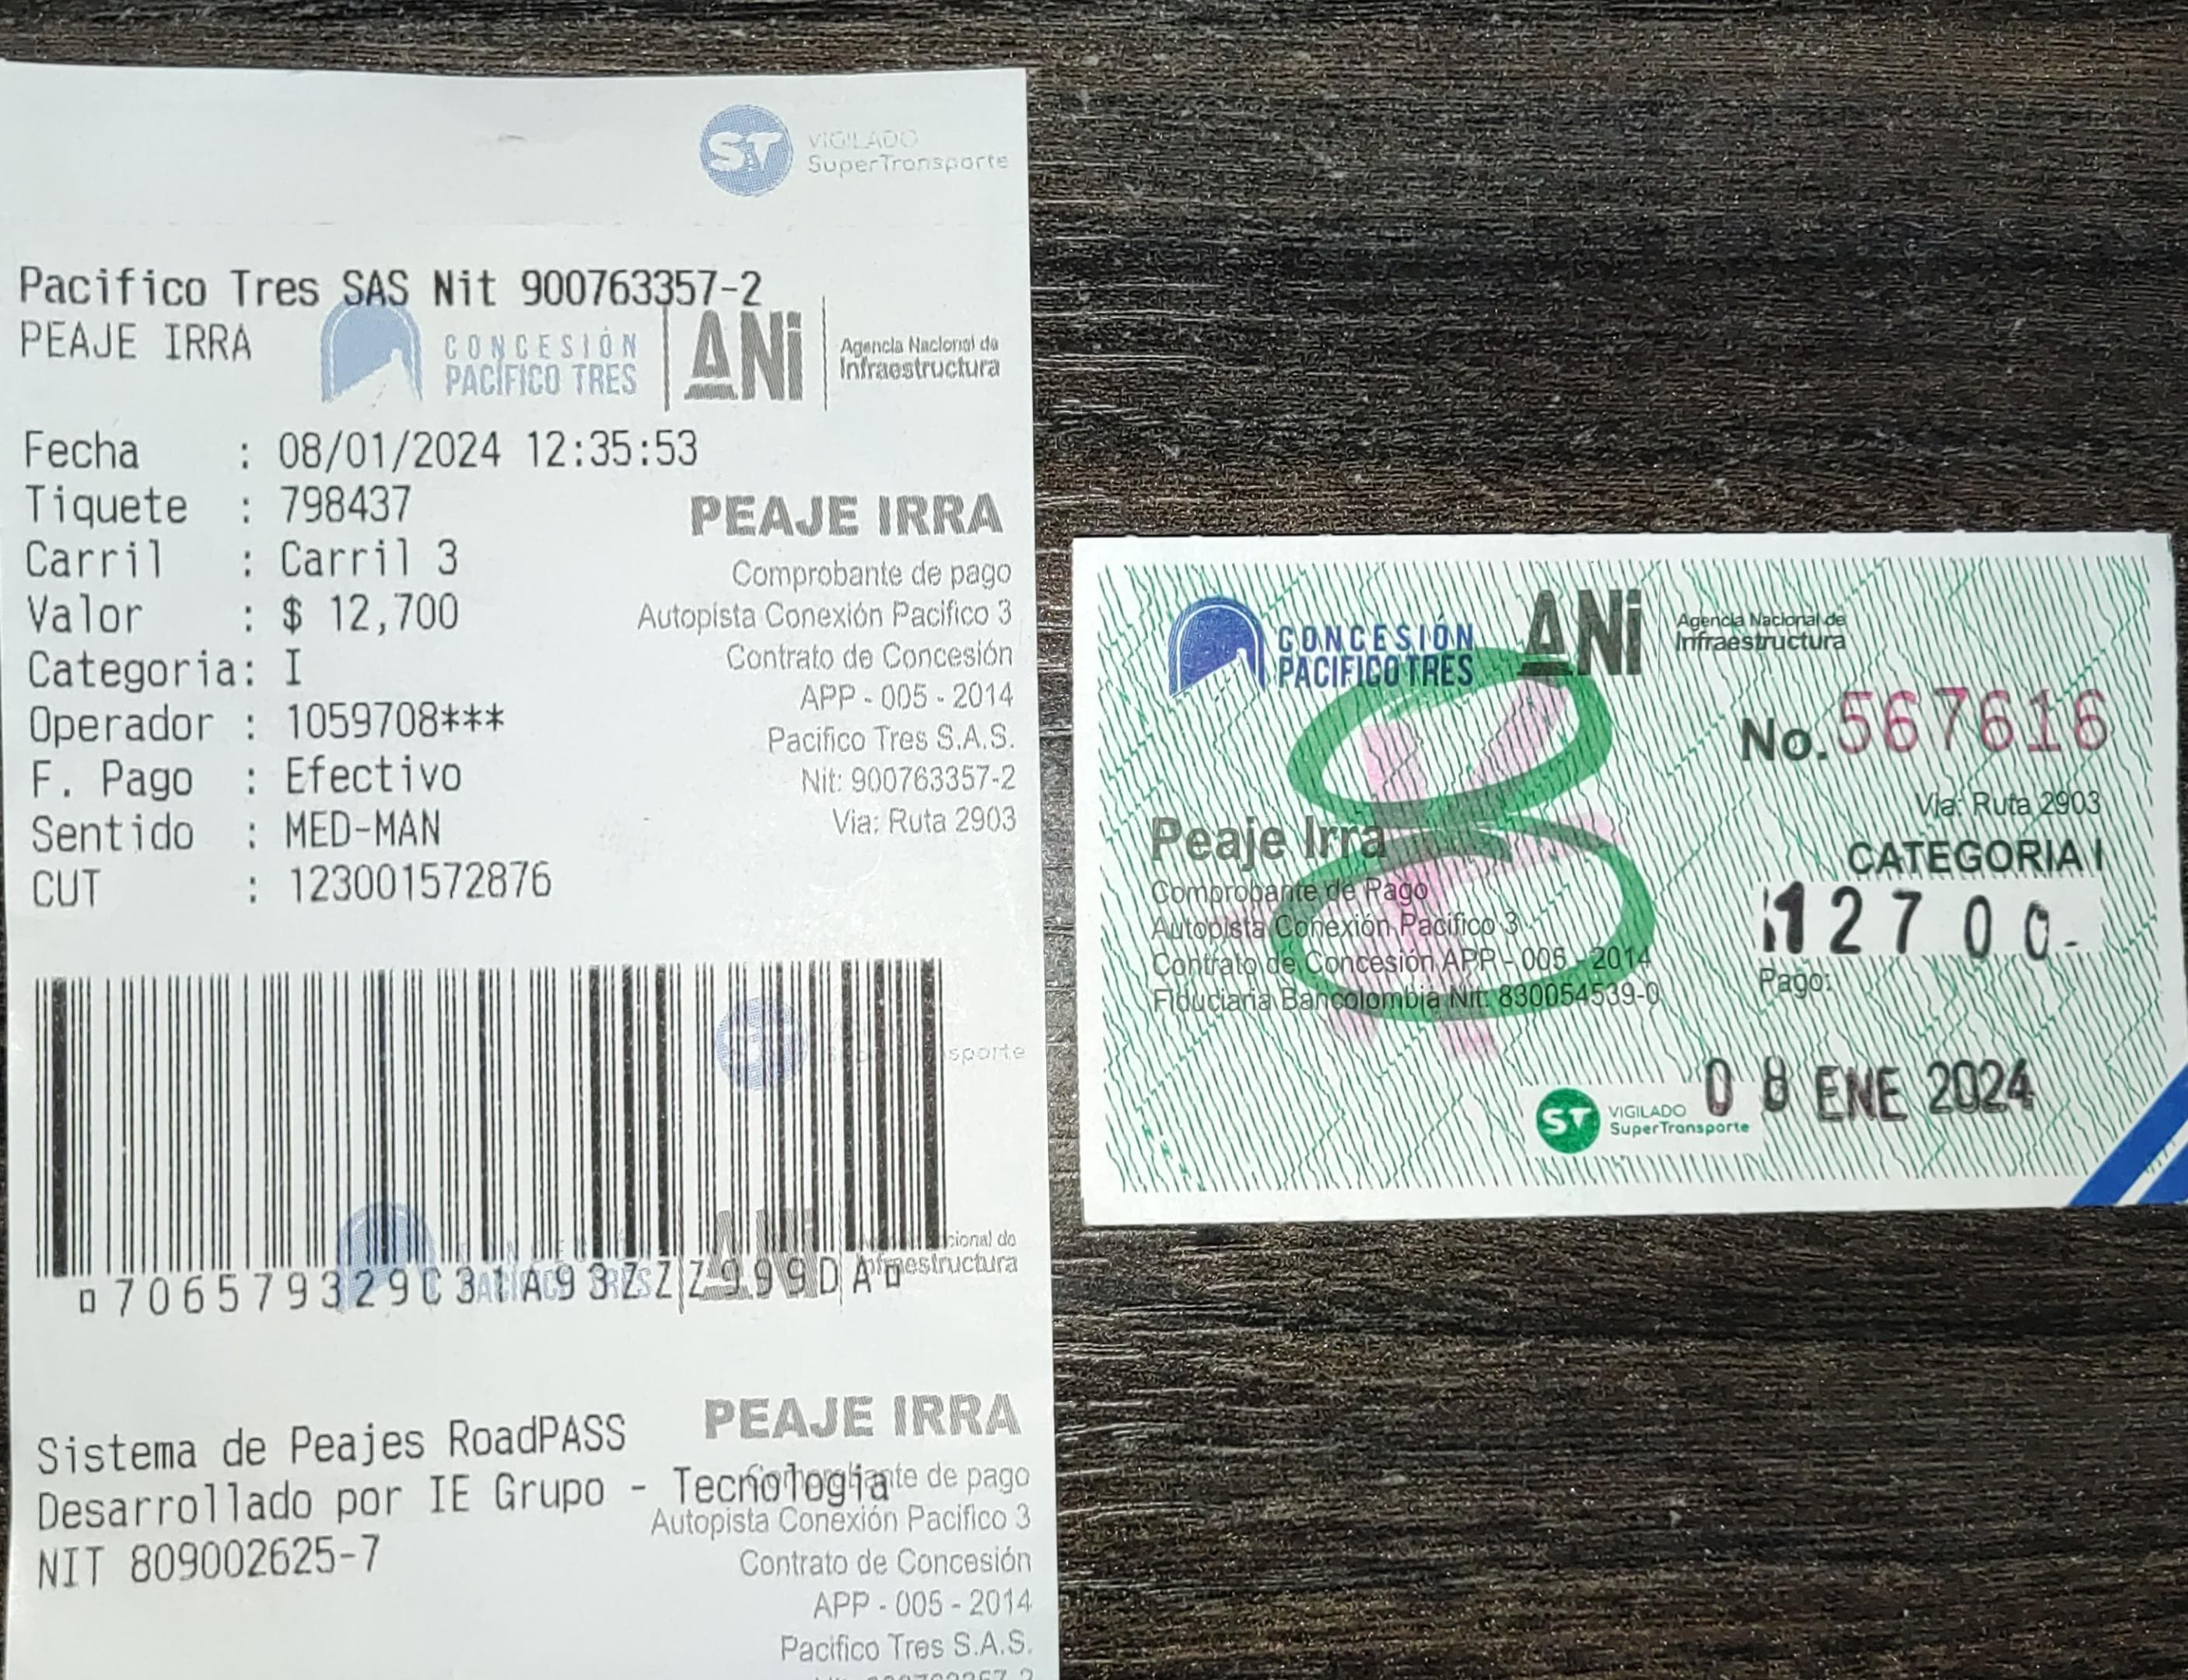 ST VIGILADO
SuperTransporte
Pacifico Tres SAS Nit 900763357-2
PEAJE IRRA
CONCESIÓN
PACÍFICO TRES
ANi
Agencia Nacional de
Infraestructura
Fecha : 08/01/2024 12:35:53
Tiquete : 798437
Carril : Carril 3
Valor : $ 12,700
Categoria: I
Operador : 1059708***
F. Pago : Efectivo
Sentido : MED-MAN
CUT : 123001572876
PEAJE IRRA
Comprobante de pago
Autopista Conexión Pacifico 3
Contrato de Concesión
APP - 005 - 2014
Pacifico Tres S.A.S.
Nit: 900763357-2
Via: Ruta 2903
706579329C31A93ZZZ999DA
Sistema de Peajes RoadPASS
Desarrollado por IE Grupo - Tecnologia
NIT 809002625-7
PEAJE IRRA
de pago
Autopista Conexión Pacifico 3
Contrato de Concesión
APP - 005 - 2014
Pacifico Tres S.A.S.
CONCESIÓN
PACÍFICO TRES
ANi
Agencia Nacional de
Infraestructura
No. 567616
Via: Ruta 2903
CATEGORIA I
12700-
Pago:
Peaje Irra
Comprobante de Pago
Autopista Conexión Pacifico 3
Contrato de Concesión APP - 005 - 2014
Fiduciaria Bancolombia Nit: 830054539-0
08 ENE 2024
ST VIGILADO
SuperTransporte